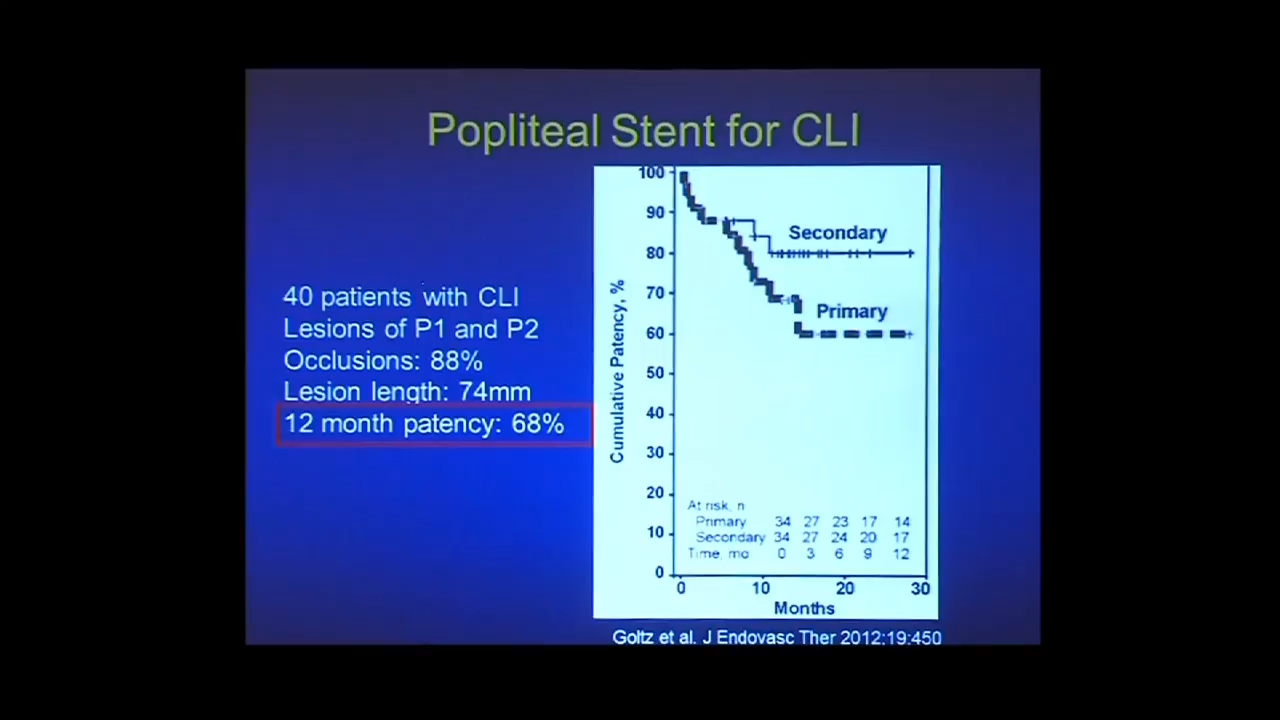 Popliteal Stent for CLI
40 patients with CLI
Lesions of P1 and P2
Occlusions: 88%
Lesion length: 74mm
12 month patency: 68%
Cumulative Patency, %
100
90
80
70
60
50
40
30
20
10
0
Secondary
Primary
At risk, n
Primary 34 27 23 17 14
Secondary 34 27 24 20 17
Time, mo 0 3 6 9 12
0 10 20 30
Months
Goltz et al. J Endovasc Ther 2012;19:450